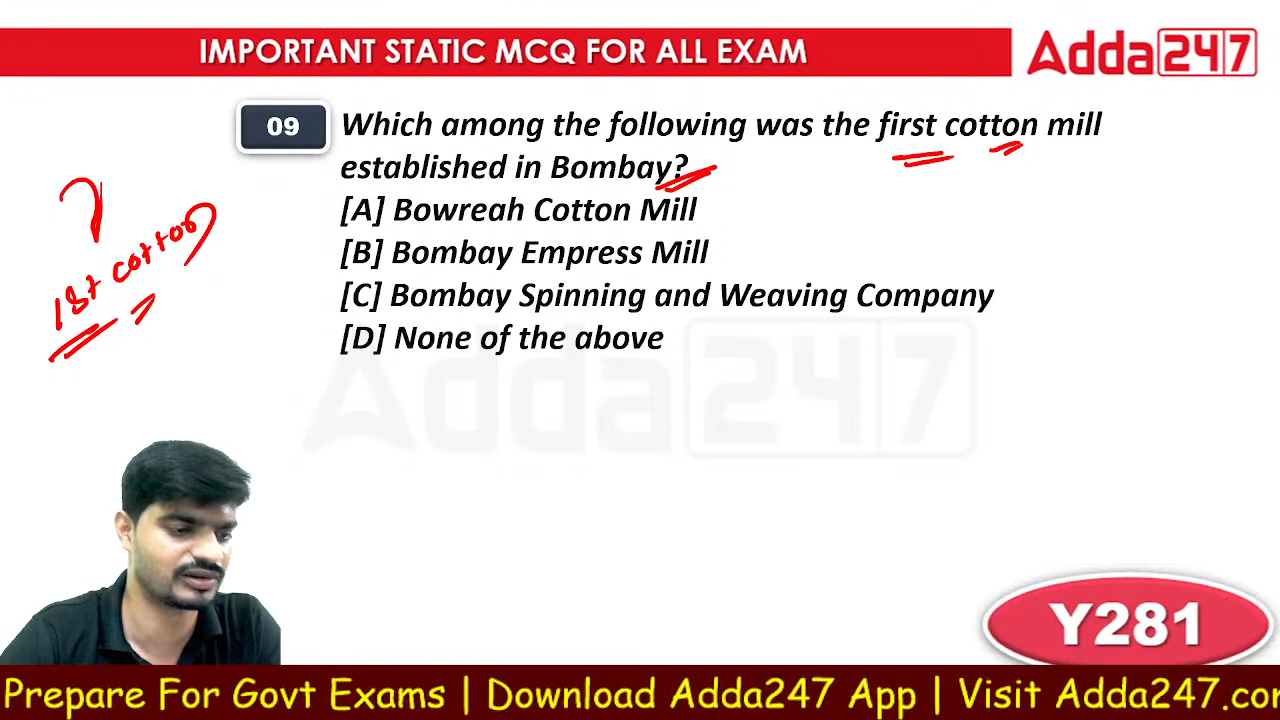 IMPORTANT STATIC MCQ FOR ALL EXAM
Adda247
09
Which among the following was the first cotton mill
established in Bombay?
[A] Bowreah Cotton Mill
[B] Bombay Empress Mill
[C] Bombay Spinning and Weaving Company
[D] None of the above
1st cotton
Adda247
Y281
Prepare For Govt Exams | Download Adda247 App | Visit Adda247.con